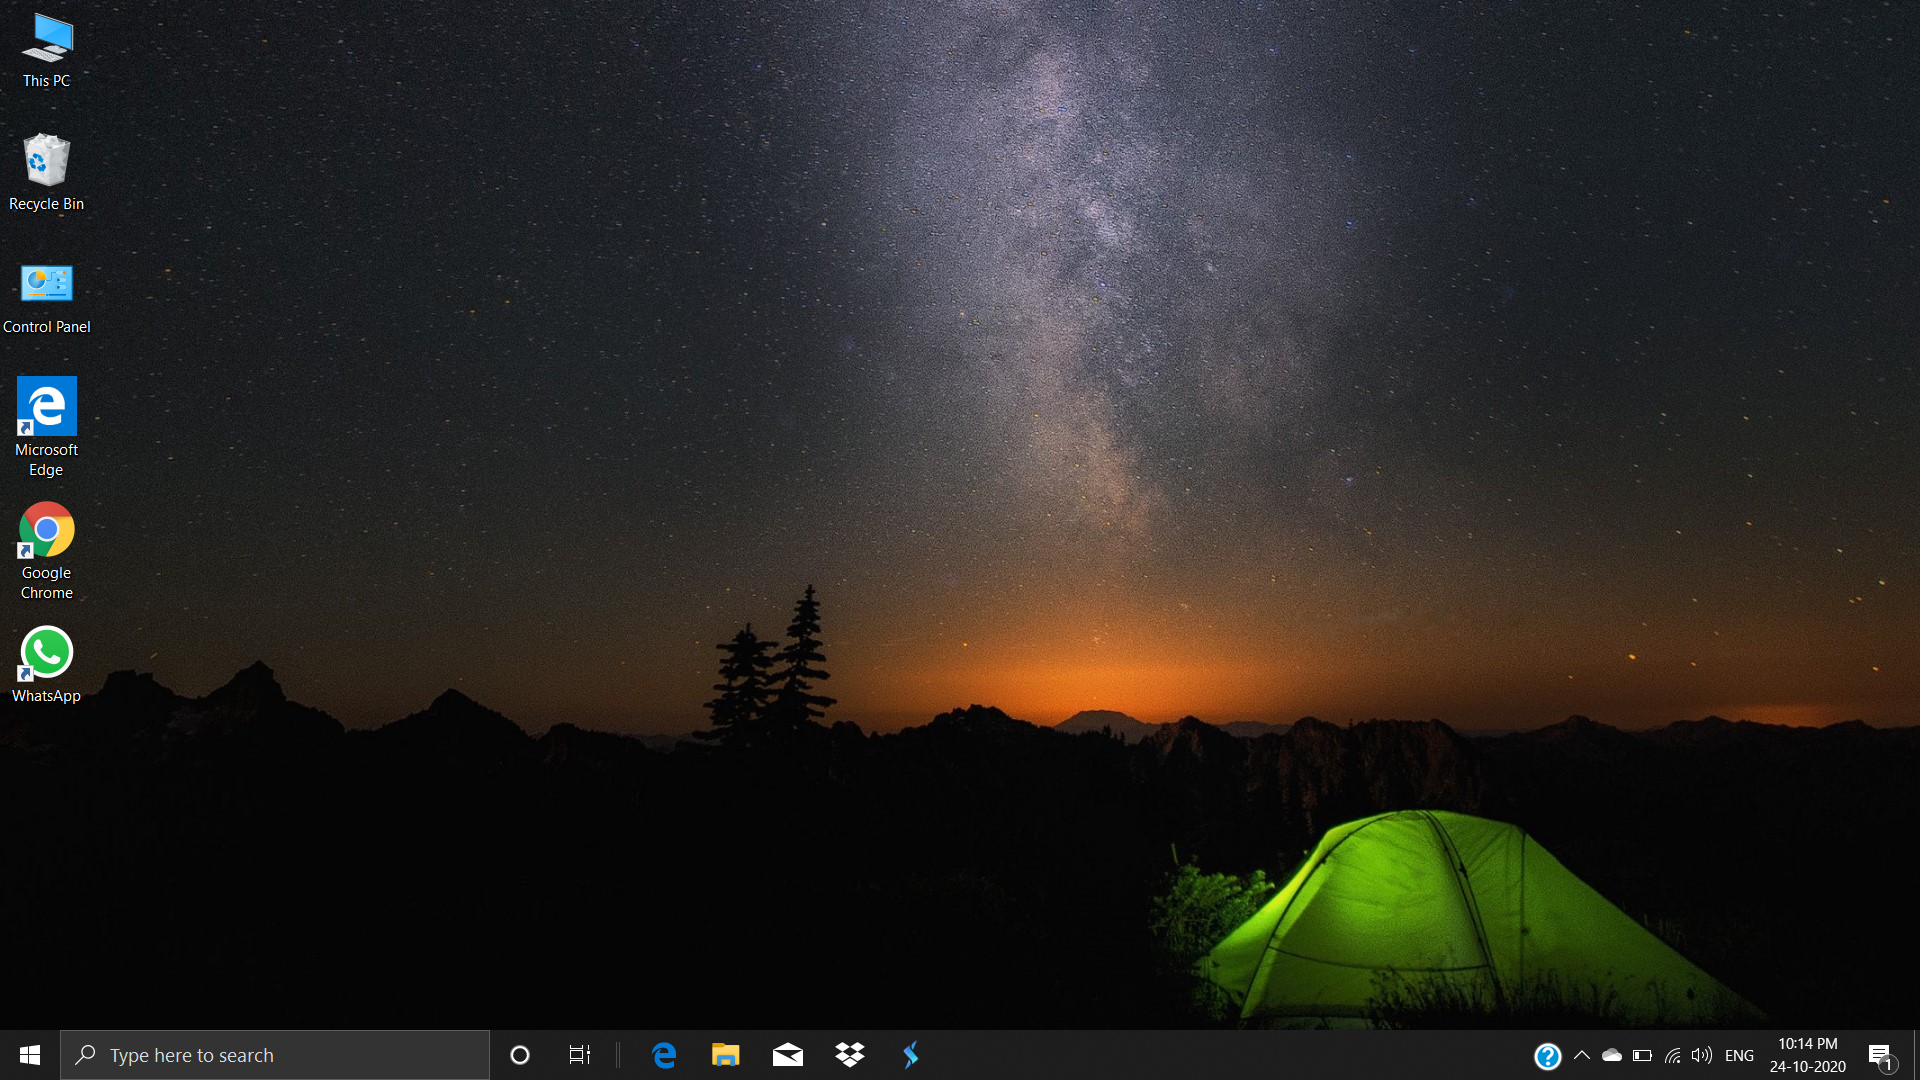 This PC
Recycle Bin
Control Panel
Microsoft
Edge
Google
Chrome
WhatsApp
Type here to search
ENG
10:14 PM
24-10-2020
1